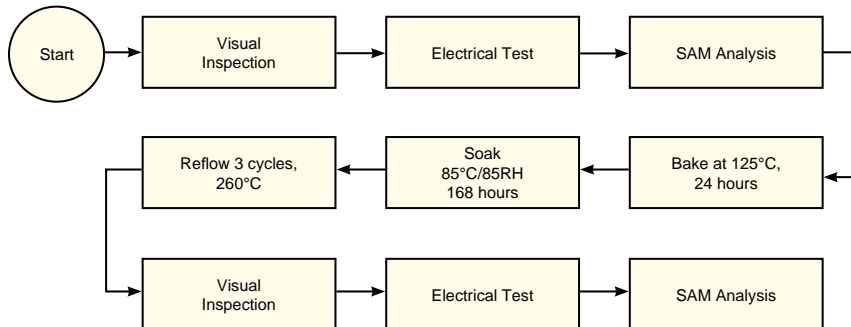 Start
Visual
Inspection
Electrical Test
SAM Analysis
Reflow 3 cycles,
260°C
Soak
85°C/85RH
168 hours
Bake at 125°C,
24 hours
Visual
Inspection
Electrical Test
SAM Analysis